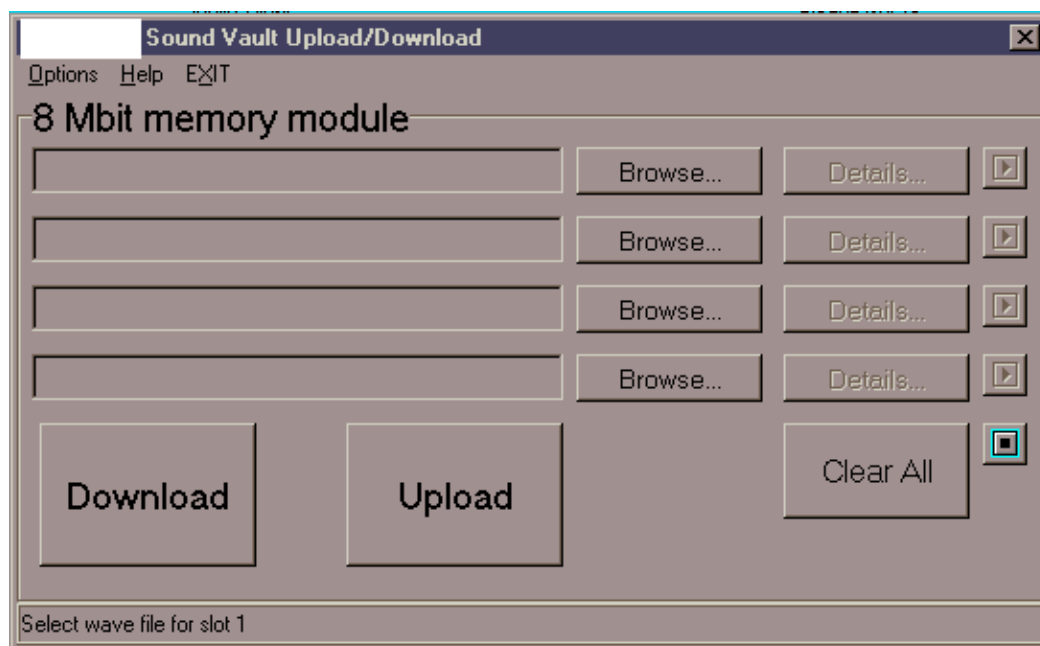 Sound Vault Upload/Download
Options Help EXIT
8 Mbit memory module
Browse... Details...
Browse... Details...
Browse... Details...
Browse... Details...
Download Upload Clear All
Select wave file for slot 1